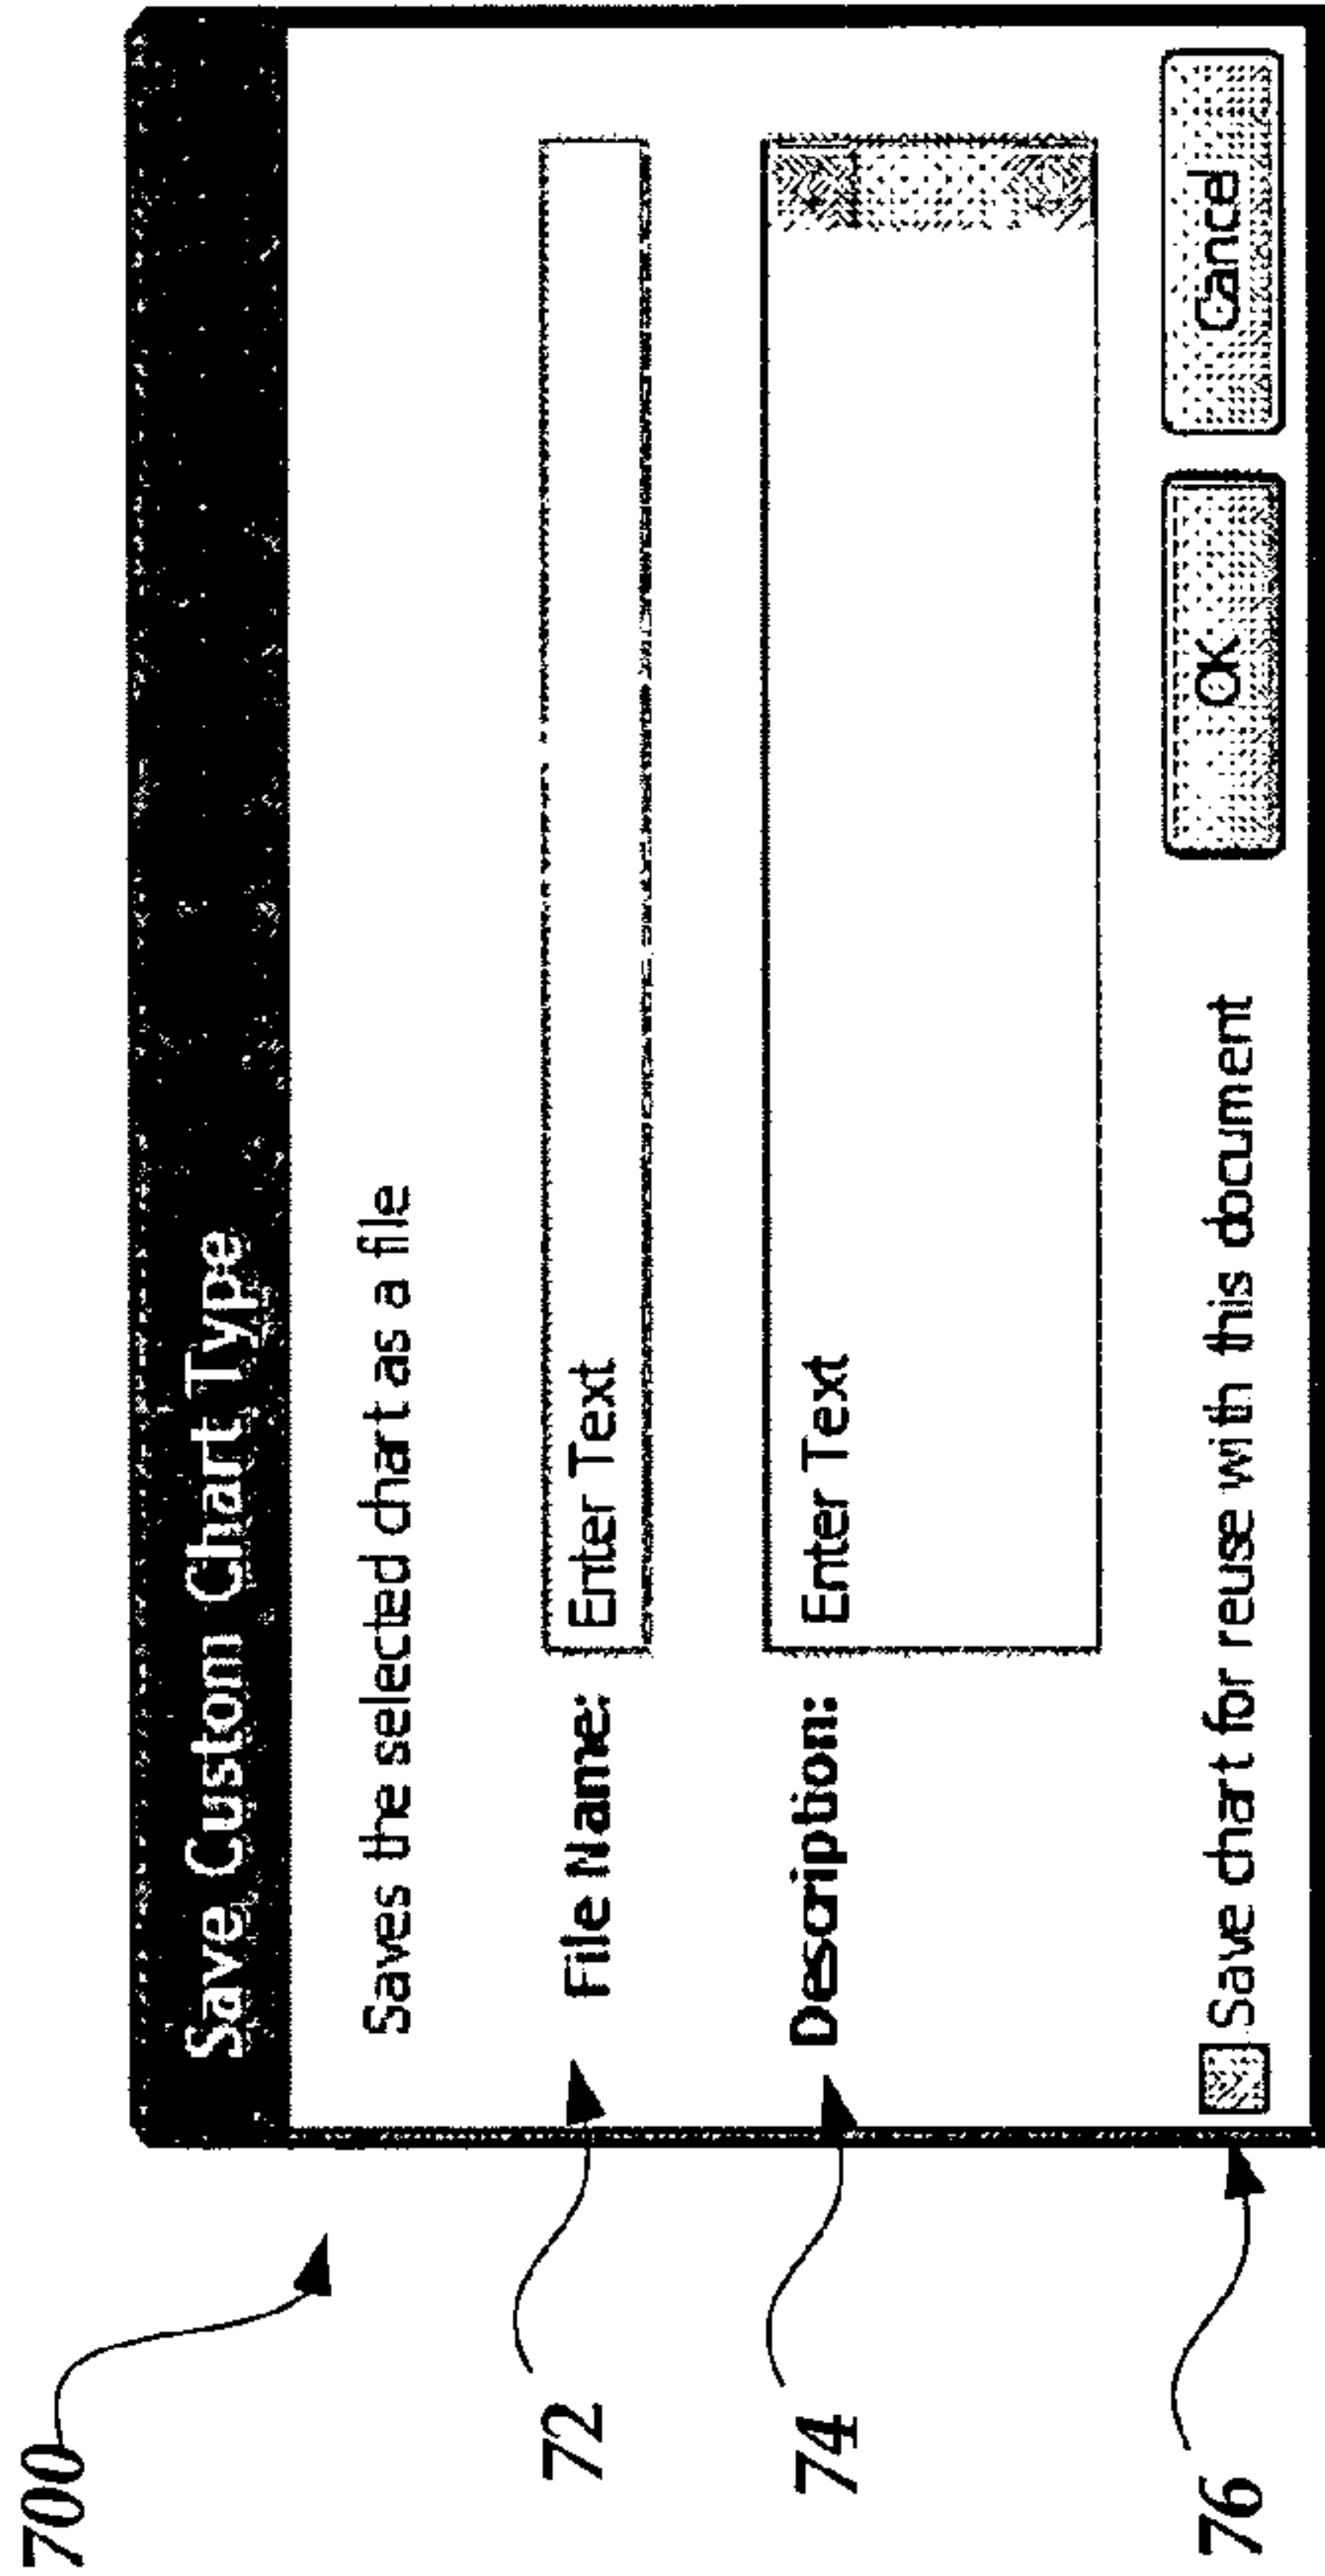 700
Save Custom Chart Type
Saves the selected chart as a file
72
File Name: Enter Text
74
Description: Enter Text
76
Save chart for reuse with this document OK Cancel